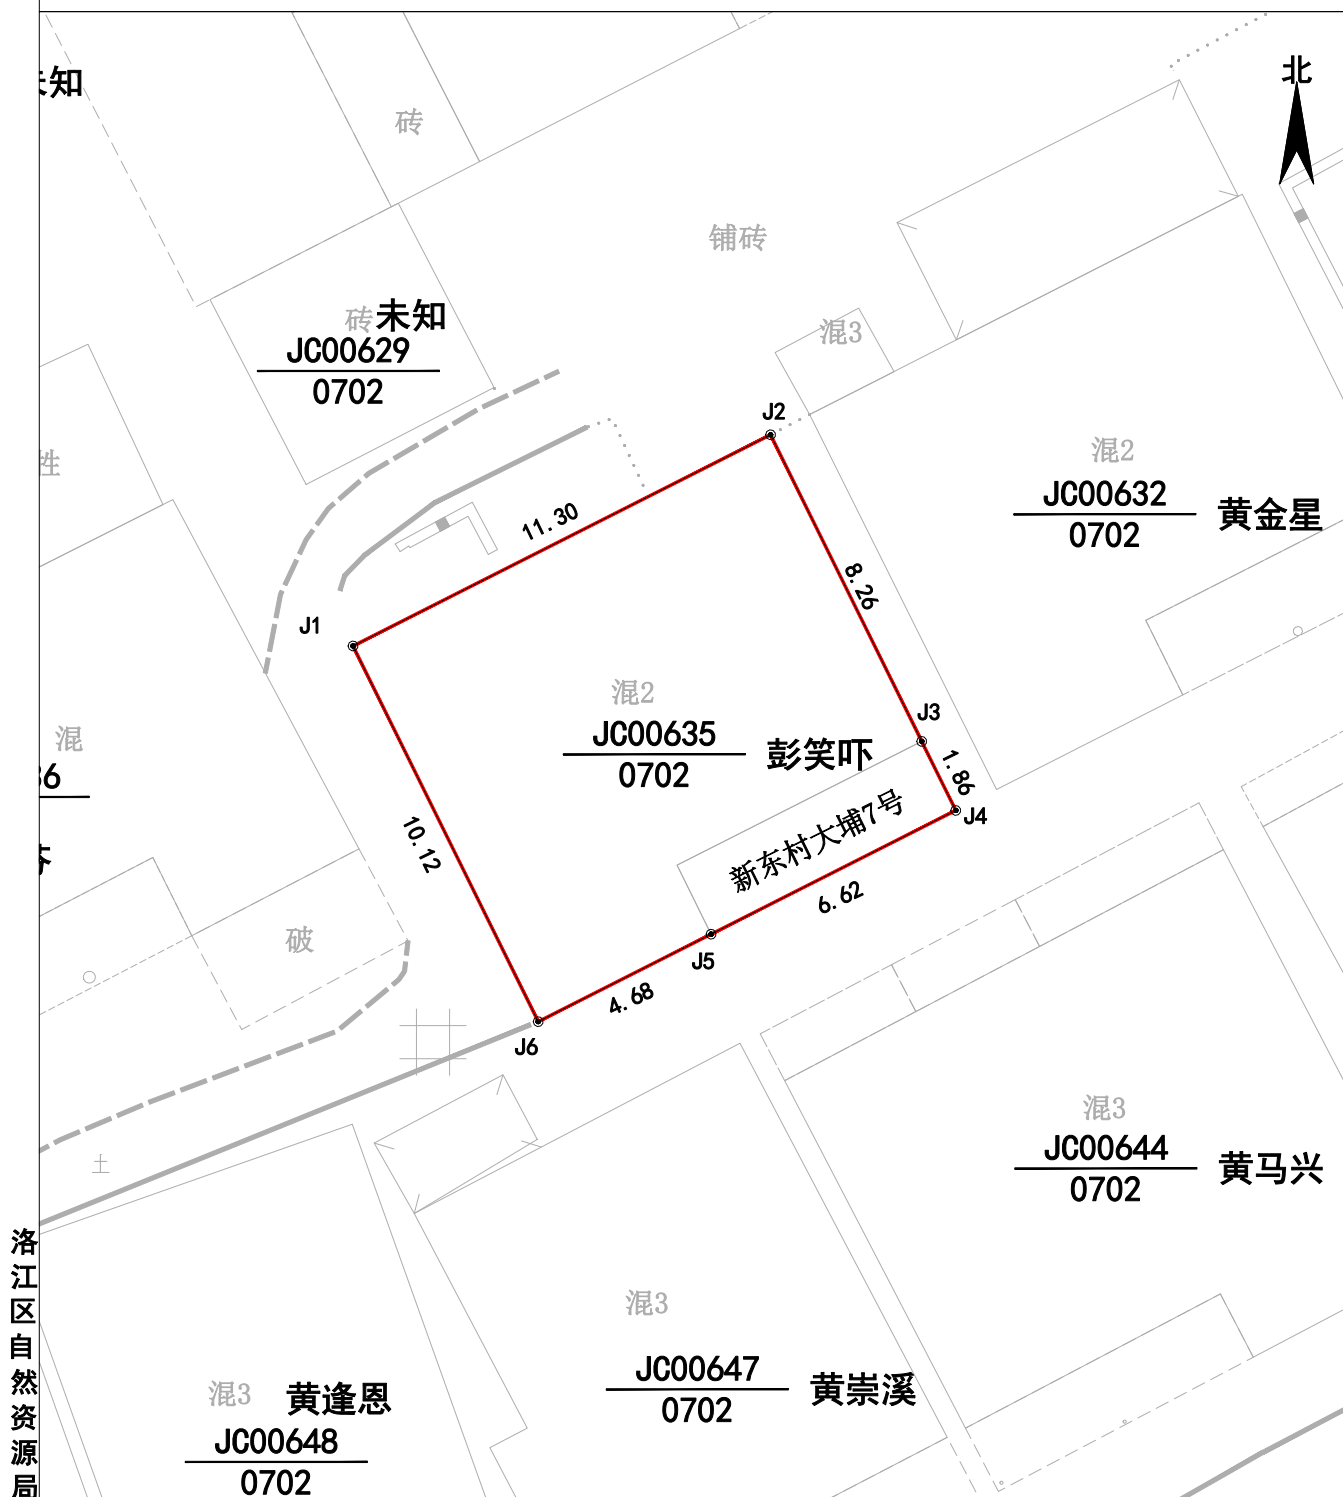 北
知
砖
铺砖
砖
未知
JC00629
0702
混3
J2
混2
JC00632
0702
黄金星
11.30
8.26
J1
混2
JC00635
0702
彭笑吓
J3
1.86
J4
新东村大埔7号
6.62
混
10.12
破
J5
4.68
J6
土
混3
JC00644
0702
黄马兴
混3
JC00647
0702
黄崇溪
混3
黄逢恩
JC00648
0702
洛江区自然资源局